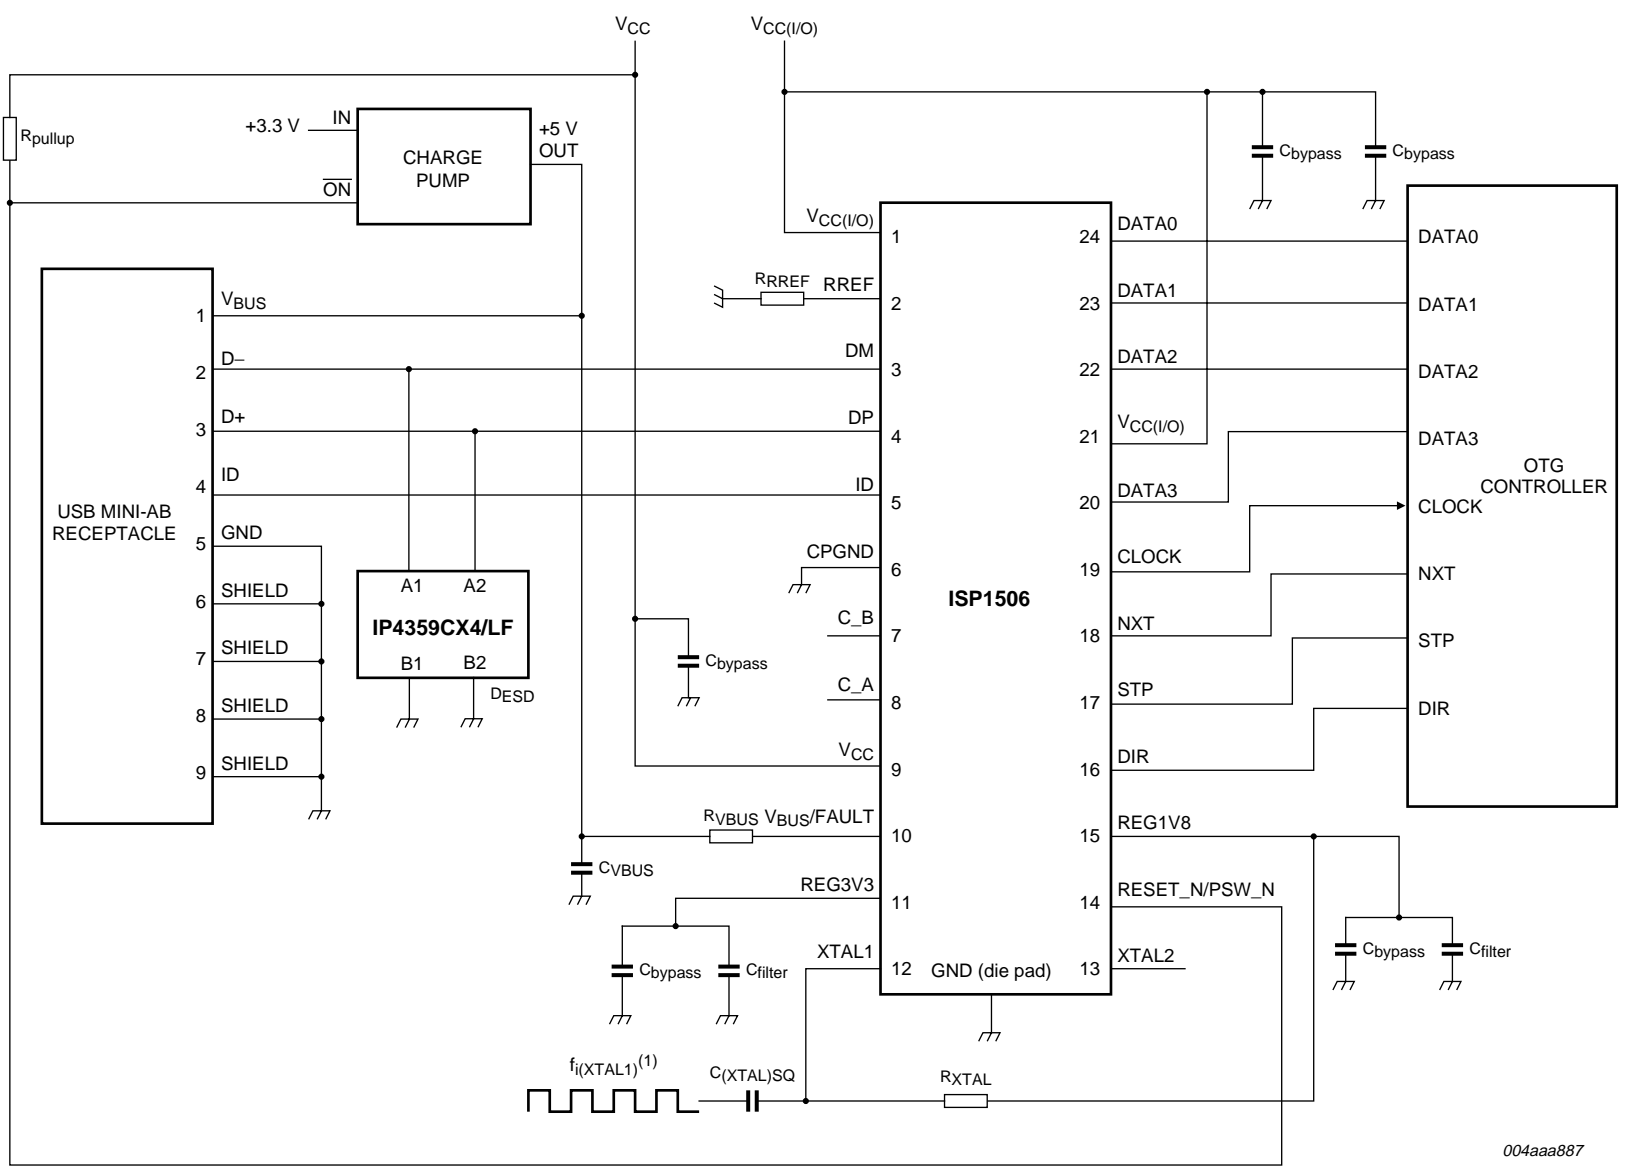 VCC
VCC(I/O)
Rpullup
+3.3 V
IN
ON
CHARGE
PUMP
+5 V
OUT
Cbypass
Cbypass
USB MINI-AB
RECEPTACLE
1 VBUS
2 D−
3 D+
4 ID
5 GND
6 SHIELD
7 SHIELD
8 SHIELD
9 SHIELD
A1 A2
IP4359CX4/LF
B1 B2
DESD
Cbypass
RVBUS
CVBUS
Cbypass
Cfilter
RRREF
VCC(I/O) 1
RREF 2
DM 3
DP 4
ID 5
CPGND 6
C_B 7
C_A 8
VCC 9
VBUS/FAULT 10
REG3V3 11
XTAL1 12
ISP1506
GND (die pad)
24 DATA0
23 DATA1
22 DATA2
21 VCC(I/O)
20 DATA3
19 CLOCK
18 NXT
17 STP
16 DIR
15 REG1V8
14 RESET_N/PSW_N
13 XTAL2
DATA0
DATA1
DATA2
DATA3
OTG
CONTROLLER
CLOCK
NXT
STP
DIR
Cbypass
Cfilter
fi(XTAL1)(1)
C(XTAL)SQ
RXTAL
004aaa887